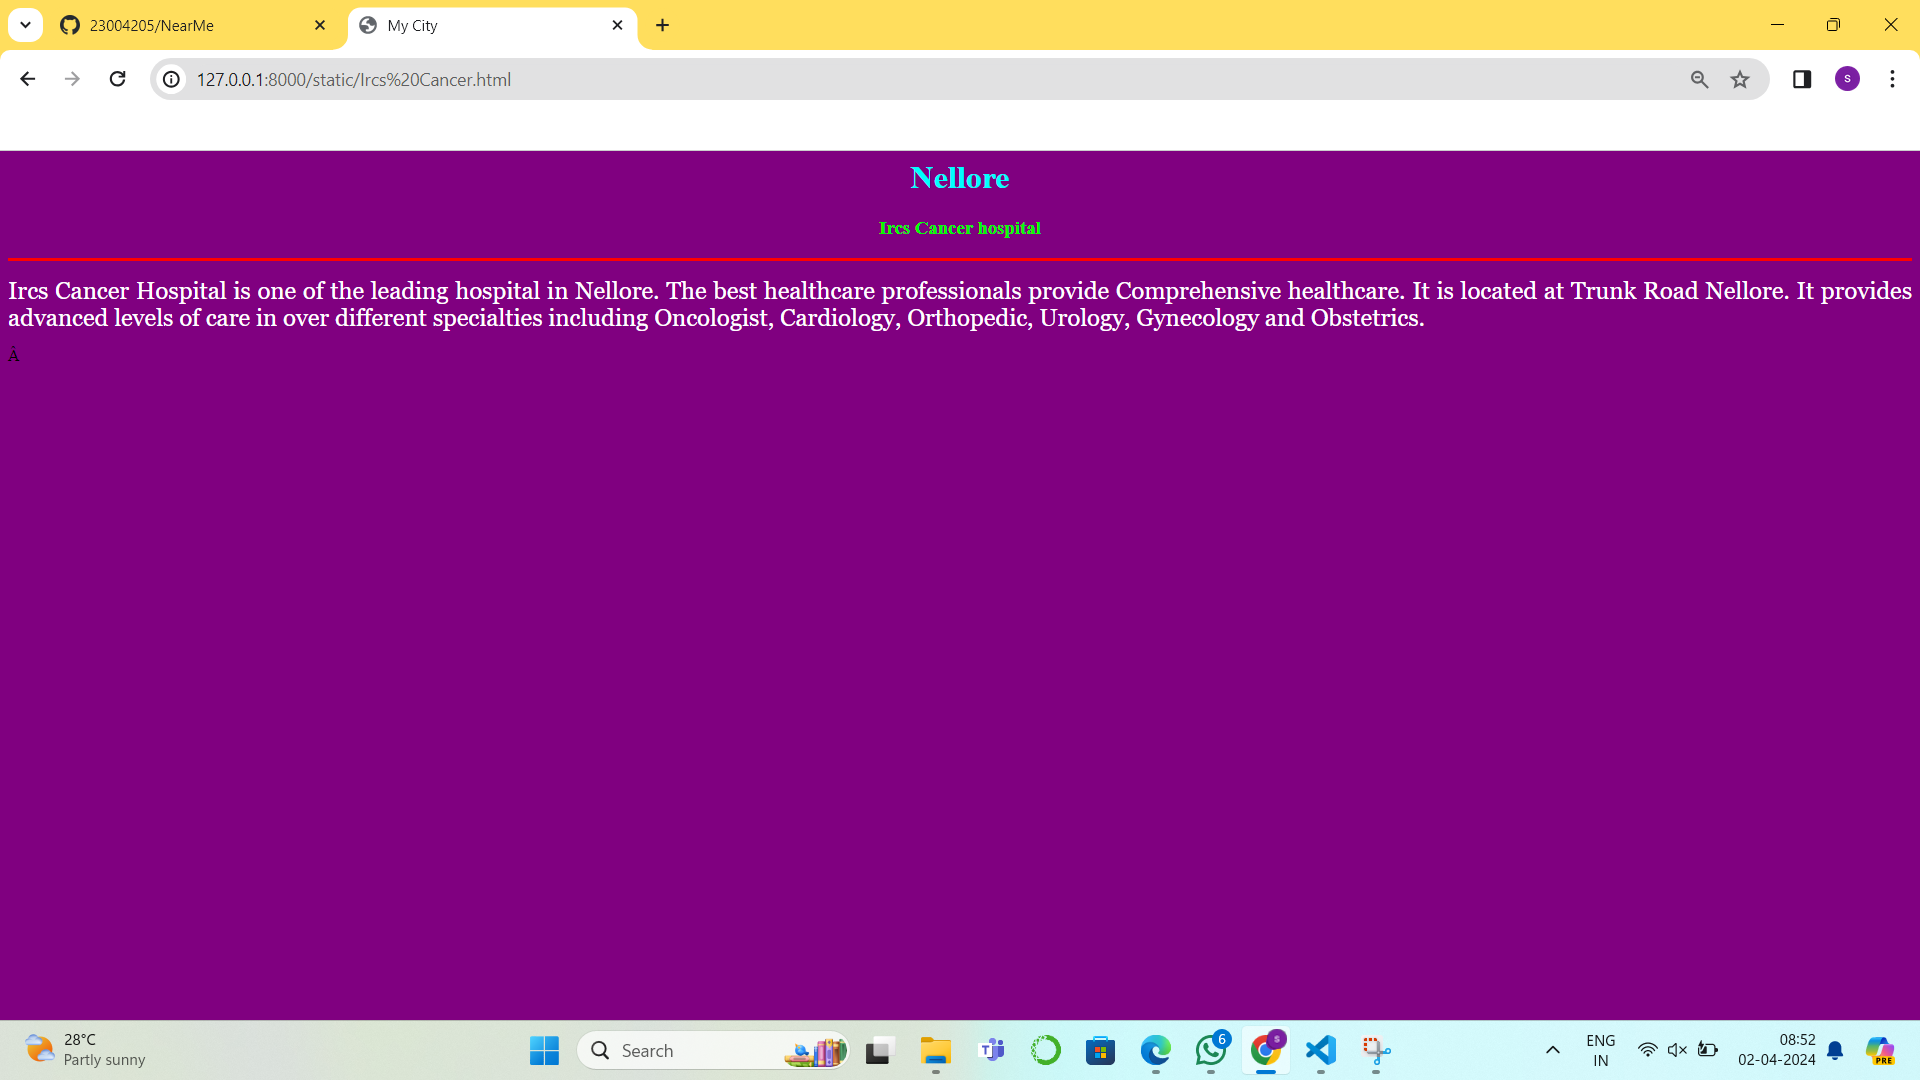 23004205/NearMe
My City
127.0.0.1:8000/static/Ircs%20Cancer.html
S
Nellore
Ircs Cancer hospital
Ircs Cancer Hospital is one of the leading hospital in Nellore. The best healthcare professionals provide Comprehensive healthcare. It is located at Trunk Road Nellore. It provides
advanced levels of care in over different specialties including Oncologist, Cardiology, Orthopedic, Urology, Gynecology and Obstetrics.
Â
28°C
Partly sunny
Search
6
S
ENG
IN
08:52
02-04-2024
PRE